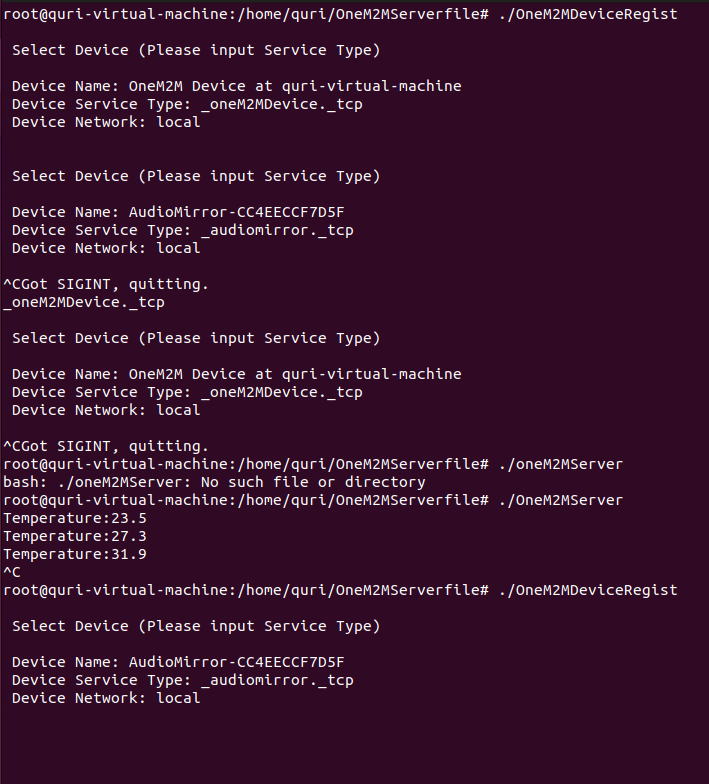 root@quri-virtual-machine:/home/quri/OneM2MServerfile# ./OneM2MDeviceRegist
Select Device (Please input Service Type)
Device Name: OneM2M Device at quri-virtual-machine
Device Service Type: _oneM2MDevice._tcp
Device Network: local
Select Device (Please input Service Type)
Device Name: AudioMirror-CC4EECCF7D5F
Device Service Type: _audiomirror._tcp
Device Network: local
^CGot SIGINT, quitting.
_oneM2MDevice._tcp
Select Device (Please input Service Type)
Device Name: OneM2M Device at quri-virtual-machine
Device Service Type: _oneM2MDevice._tcp
Device Network: local
^CGot SIGINT, quitting.
root@quri-virtual-machine:/home/quri/OneM2MServerfile# ./oneM2MServer
bash: ./oneM2MServer: No such file or directory
root@quri-virtual-machine:/home/quri/OneM2MServerfile# ./OneM2MServer
Temperature:23.5
Temperature:27.3
Temperature:31.9
^C
root@quri-virtual-machine:/home/quri/OneM2MServerfile# ./OneM2MDeviceRegist
Select Device (Please input Service Type)
Device Name: AudioMirror-CC4EECCF7D5F
Device Service Type: _audiomirror._tcp
Device Network: local